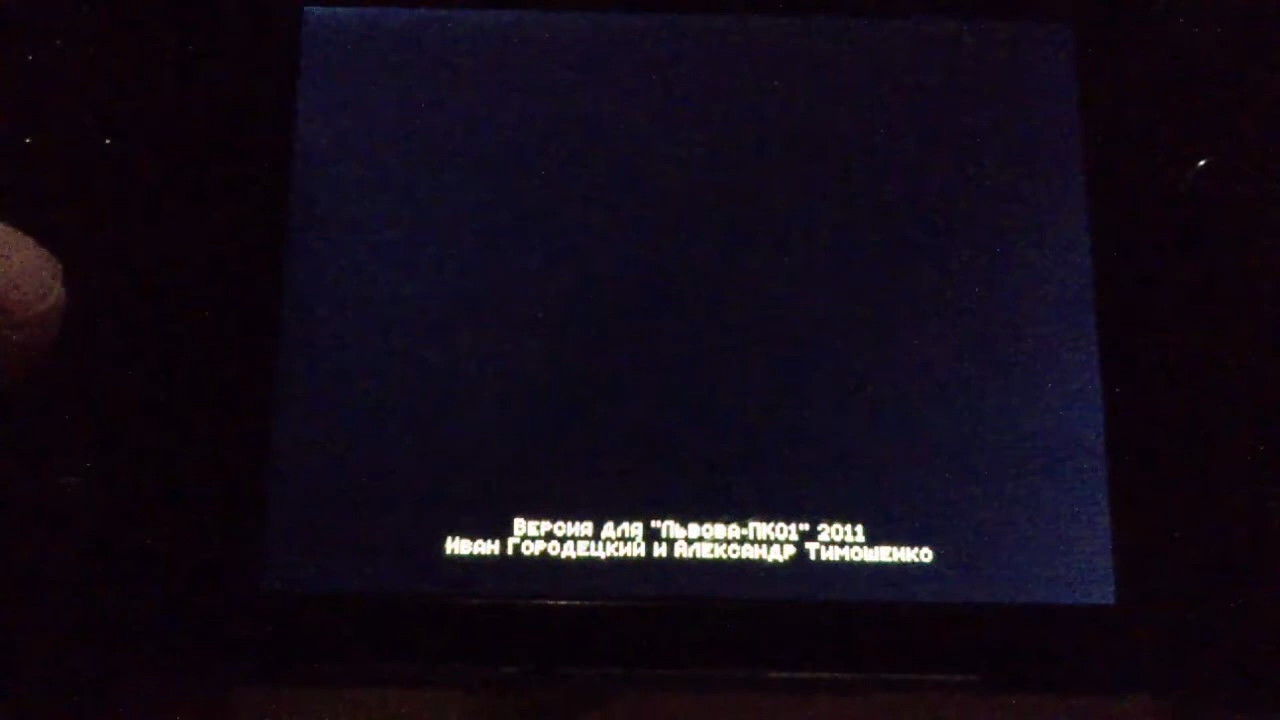 Версия для "Львова-ПК01" 2011
Иван Городецкий и Александр Тимошенко